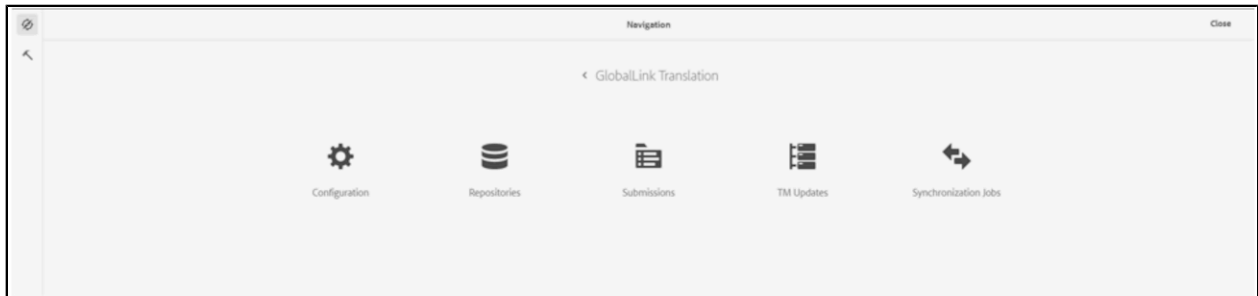 Navigation
Close
GlobalLink Translation
Configuration
Repositories
Submissions
TM Updates
Synchronization Jobs